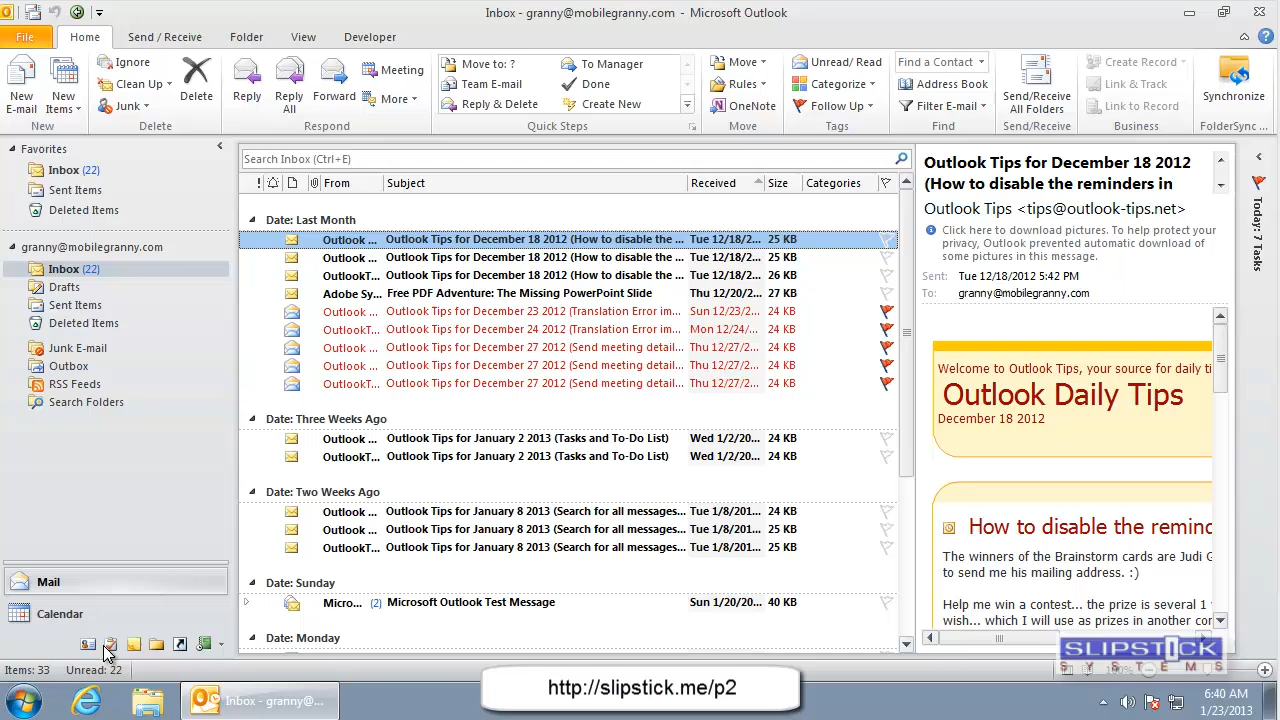 Inbox - granny@mobilegranny.com - Microsoft Outlook
File Home Send / Receive Folder View Developer
New E-mail
New Items
Ignore
Clean Up
Junk
Delete
Reply
Reply All
Forward
Meeting
More
Move to: ?
Team E-mail
Reply & Delete
To Manager
Done
Create New
Move
Rules
OneNote
Unread/ Read
Categorize
Follow Up
Find a Contact
Address Book
Filter E-mail
Send/Receive All Folders
Create Record
Link & Track
Link to Record
Synchronize
New Delete Respond Quick Steps Move Tags Find Send/Receive Business FolderSync ...
Favorites
Inbox (22)
Sent Items
Deleted Items
granny@mobilegranny.com
Inbox (22)
Drafts
Sent Items
Deleted Items
Junk E-mail
Outbox
RSS Feeds
Search Folders
Mail
Calendar
Items: 33 Unread: 22
Search Inbox (Ctrl+E)
! From Subject Received Size Categories
Date: Last Month
Outlook ... Outlook Tips for December 18 2012 (How to disable the ... Tue 12/18/2... 25 KB
Outlook ... Outlook Tips for December 18 2012 (How to disable the ... Tue 12/18/2... 25 KB
OutlookT... Outlook Tips for December 18 2012 (How to disable the ... Tue 12/18/2... 26 KB
Adobe Sy... Free PDF Adventure: The Missing PowerPoint Slide Thu 12/20/2... 27 KB
Outlook ... Outlook Tips for December 23 2012 (Translation Error im... Sun 12/23/2... 24 KB
OutlookT... Outlook Tips for December 24 2012 (Translation Error im... Mon 12/24/... 24 KB
Outlook ... Outlook Tips for December 27 2012 (Send meeting detail... Thu 12/27/2... 24 KB
Outlook ... Outlook Tips for December 27 2012 (Send meeting detail... Thu 12/27/2... 24 KB
OutlookT... Outlook Tips for December 27 2012 (Send meeting detail... Thu 12/27/2... 24 KB
Date: Three Weeks Ago
Outlook ... Outlook Tips for January 2 2013 (Tasks and To-Do List) Wed 1/2/20... 24 KB
OutlookT... Outlook Tips for January 2 2013 (Tasks and To-Do List) Wed 1/2/20... 24 KB
Date: Two Weeks Ago
Outlook ... Outlook Tips for January 8 2013 (Search for all messages... Tue 1/8/201... 24 KB
Outlook ... Outlook Tips for January 8 2013 (Search for all messages... Tue 1/8/201... 25 KB
OutlookT... Outlook Tips for January 8 2013 (Search for all messages... Tue 1/8/201... 25 KB
Date: Sunday
Micro... (2) Microsoft Outlook Test Message Sun 1/20/20... 40 KB
Date: Monday
Outlook Tips for December 18 2012
(How to disable the reminders in
Outlook Tips <tips@outlook-tips.net>
Click here to download pictures. To help protect your
privacy, Outlook prevented automatic download of
some pictures in this message.
Sent: Tue 12/18/2012 5:42 PM
To: granny@mobilegranny.com
Welcome to Outlook Tips, your source for daily ti
Outlook Daily Tips
December 18 2012
How to disable the remind
The winners of the Brainstorm cards are Judi G
to send me his mailing address. :)
Help me win a contest... the prize is several 1
wish... which I will use as prizes in another cor
Today: 7 Tasks
SLIPSTICK
SYSTEMS
http://slipstick.me/p2
Inbox - granny@...
6:40 AM
1/23/2013